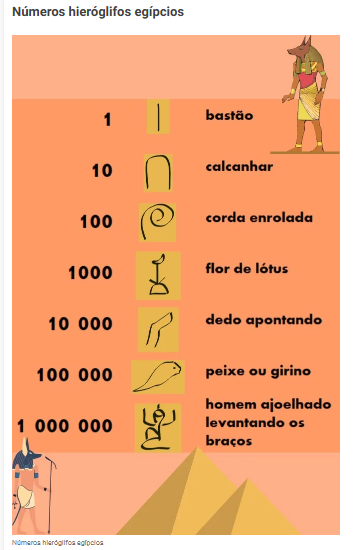 Números hieróglifos egípcios
1 bastão
10 calcanhar
100 corda enrolada
1000 flor de lótus
10 000 dedo apontando
100 000 peixe ou girino
1 000 000 homem ajoelhado
levantando os
braços
Números hieróglifos egípcios